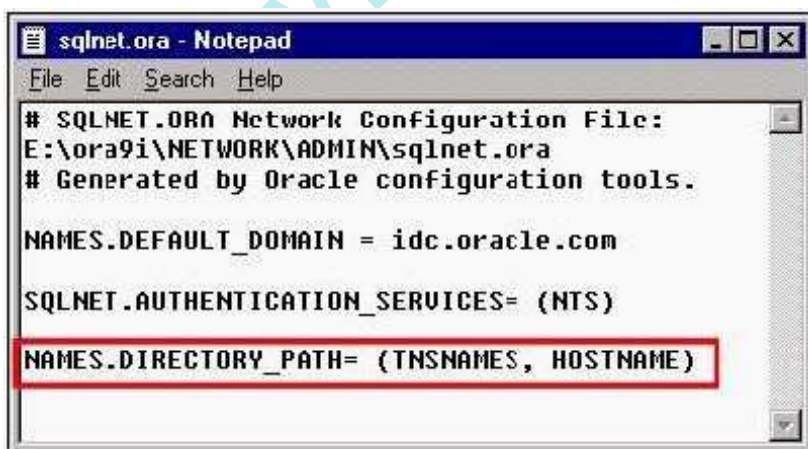 sqlnet.ora - Notepad
File Edit Search Help
# SQLNET.ORA Network Configuration File:
E:\ora9i\NETWORK\ADMIN\sqlnet.ora
# Generated by Oracle configuration tools.
NAMES.DEFAULT_DOMAIN = idc.oracle.com
SQLNET.AUTHENTICATION_SERVICES= (NTS)
NAMES.DIRECTORY_PATH= (TNSNAMES, HOSTNAME)